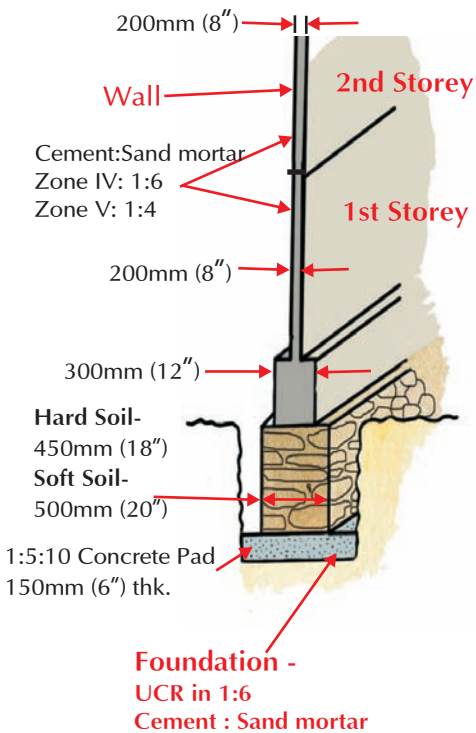 200mm (8″)
Wall
2nd Storey
Cement:Sand mortar
Zone IV: 1:6
Zone V: 1:4
1st Storey
200mm (8″)
300mm (12″)
Hard Soil-
450mm (18″)
Soft Soil-
500mm (20″)
1:5:10 Concrete Pad
150mm (6″) thk.
Foundation -
UCR in 1:6
Cement : Sand mortar